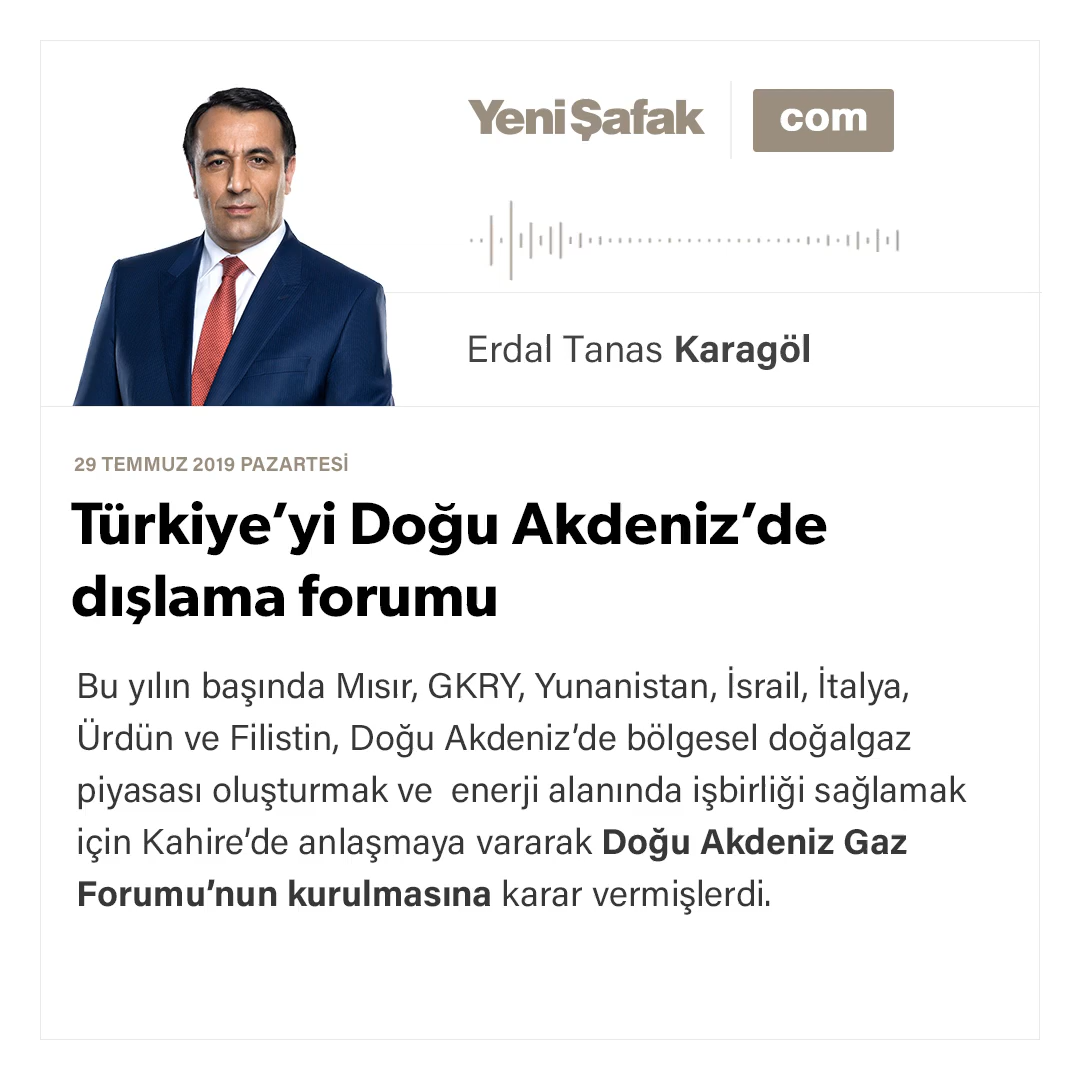 YeniŞafak com
Erdal Tanas Karagöl
29 TEMMUZ 2019 PAZARTESİ
Türkiye’yi Doğu Akdeniz’de
dışlama forumu
Bu yılın başında Mısır, GKRY, Yunanistan, İsrail, İtalya,
Ürdün ve Filistin, Doğu Akdeniz’de bölgesel doğalgaz
piyasası oluşturmak ve  enerji alanında işbirliği sağlamak
için Kahire’de anlaşmaya vararak Doğu Akdeniz Gaz
Forumu’nun kurulmasına karar vermişlerdi.